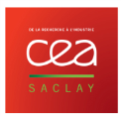 DE LA RECHERCHE À L'INDUSTRIE
cea
SACLAY